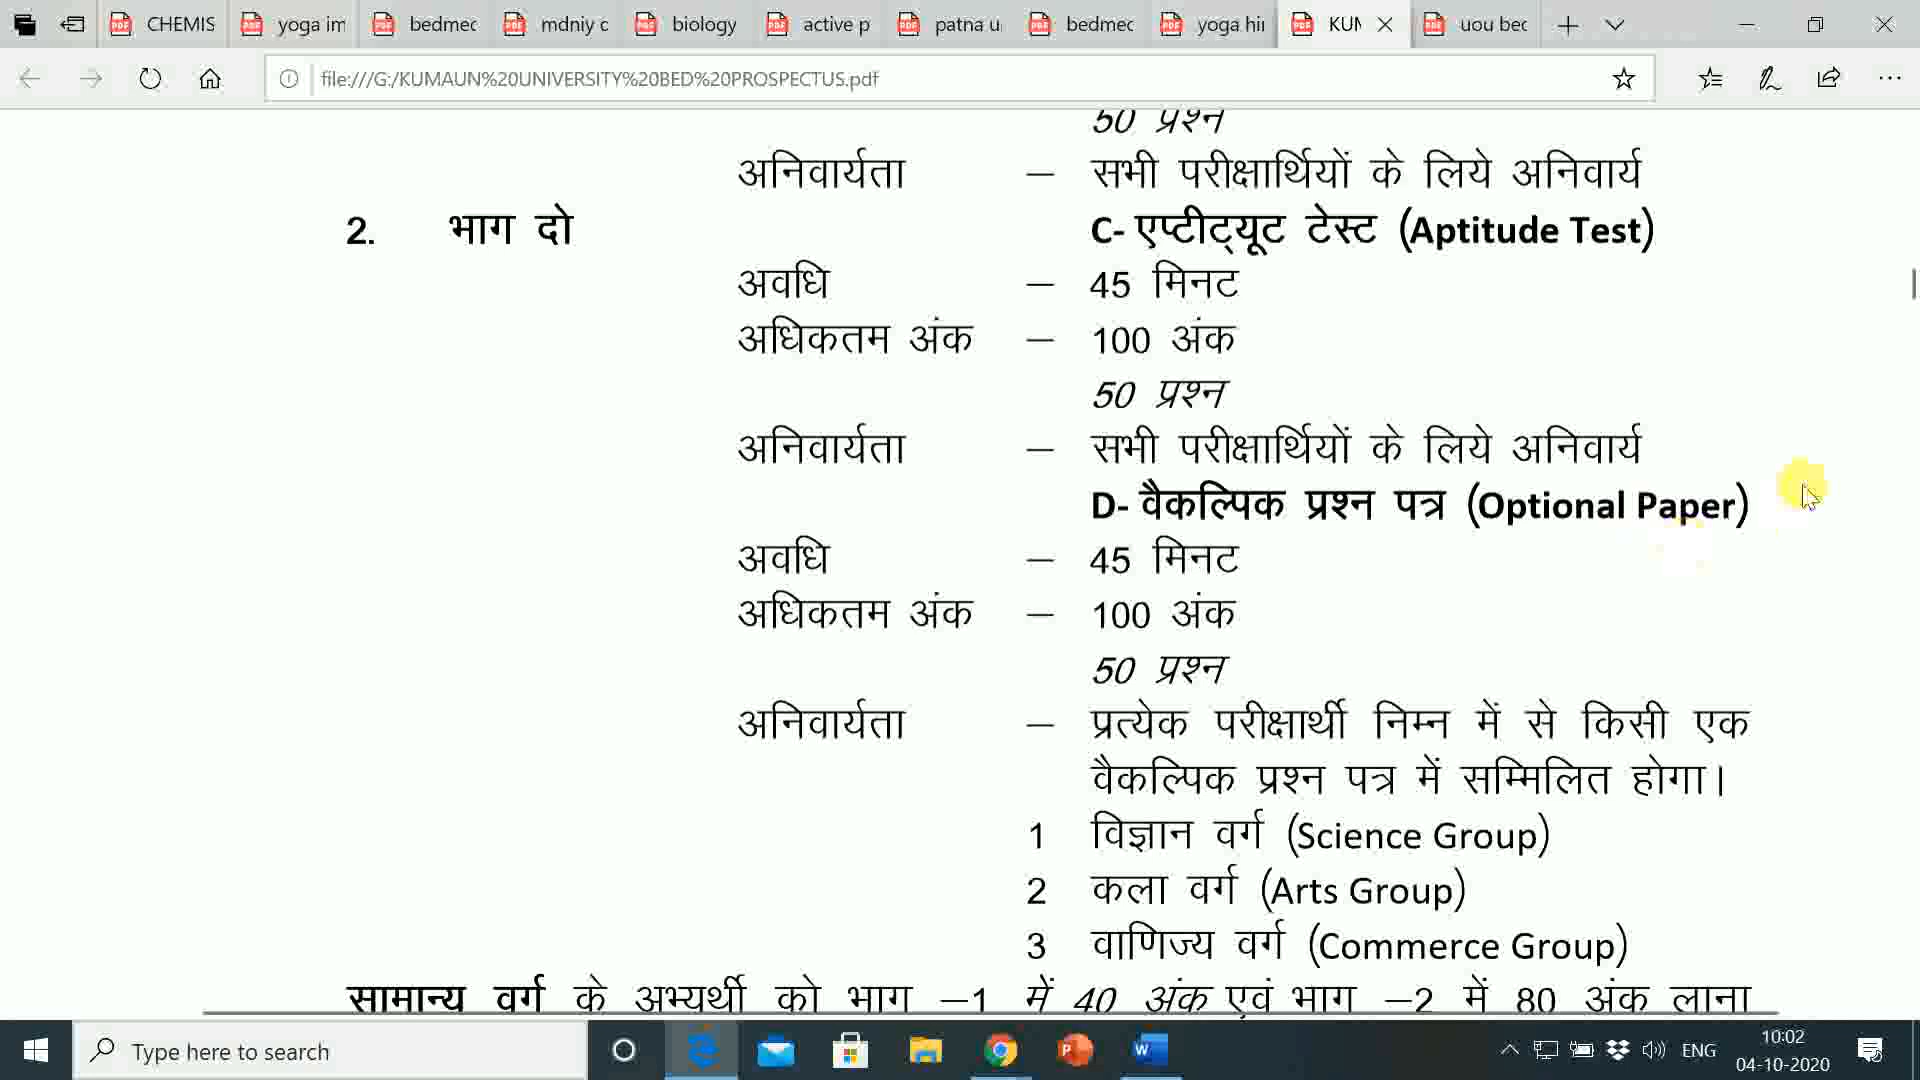 CHEMIS yoga im bedmec mdniy c biology active p patna u bedmec yoga hii KUM uou bec
file:///G:/KUMAUN%20UNIVERSITY%20BED%20PROSPECTUS.pdf
50 प्रश्न
अनिवार्यता – सभी परीक्षार्थियों के लिये अनिवार्य
2. भाग दो C- एप्टीट्यूट टेस्ट (Aptitude Test)
अवधि – 45 मिनट
अधिकतम अंक – 100 अंक
50 प्रश्न
अनिवार्यता – सभी परीक्षार्थियों के लिये अनिवार्य
D- वैकल्पिक प्रश्न पत्र (Optional Paper)
अवधि – 45 मिनट
अधिकतम अंक – 100 अंक
50 प्रश्न
अनिवार्यता – प्रत्येक परीक्षार्थी निम्न में से किसी एक
वैकल्पिक प्रश्न पत्र में सम्मिलित होगा।
1 विज्ञान वर्ग (Science Group)
2 कला वर्ग (Arts Group)
3 वाणिज्य वर्ग (Commerce Group)
सामान्य वर्ग के अभ्यर्थी को भाग –1 में 40 अंक एवं भाग –2 में 80 अंक लाना
Type here to search
ENG
10:02
04-10-2020